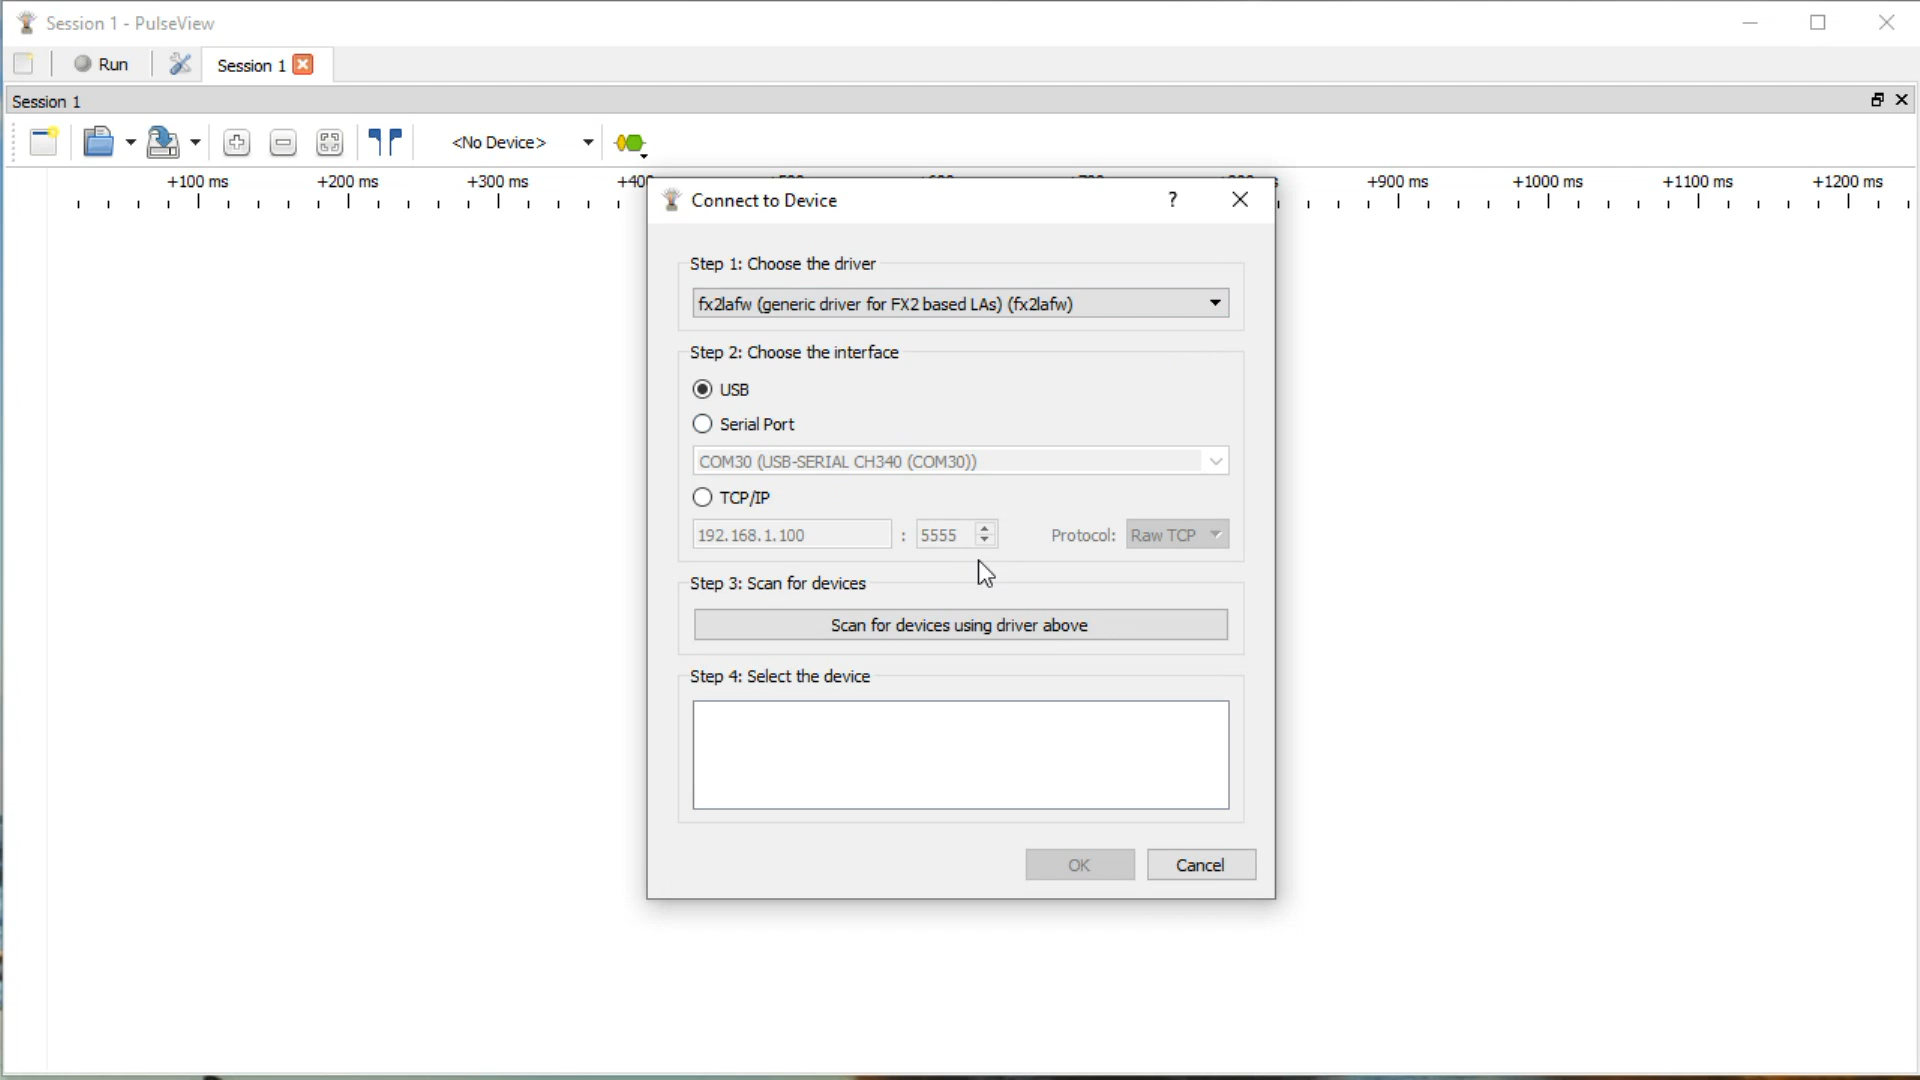 Session 1 - PulseView
Run
Session 1
Session 1
<No Device>
+100 ms +200 ms +300 ms +400 +900 ms +1000 ms +1100 ms +1200 ms
Connect to Device
?
Step 1: Choose the driver
fx2lafw (generic driver for FX2 based LAs) (fx2lafw)
Step 2: Choose the interface
USB
Serial Port
COM30 (USB-SERIAL CH340 (COM30))
TCP/IP
192.168.1.100 : 5555 Protocol: Raw TCP
Step 3: Scan for devices
Scan for devices using driver above
Step 4: Select the device
OK Cancel